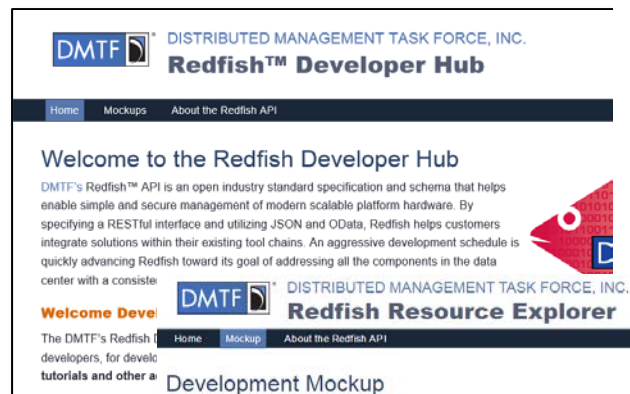 DMTF
DISTRIBUTED MANAGEMENT TASK FORCE, INC.
Redfish™ Developer Hub
Home Mockups About the Redfish API
Welcome to the Redfish Developer Hub
DMTF's Redfish™ API is an open industry standard specification and schema that helps
enable simple and secure management of modern scalable platform hardware. By
specifying a RESTful interface and utilizing JSON and OData, Redfish helps customers
integrate solutions within their existing tool chains. An aggressive development schedule is
quickly advancing Redfish toward its goal of addressing all the components in the data
center with a
Welcome
The DMTF's Redfish
developers, for
tutorials and other
DMTF
DISTRIBUTED MANAGEMENT TASK FORCE, INC.
Redfish Resource Explorer
Home Mockup About the Redfish API
Development Mockup